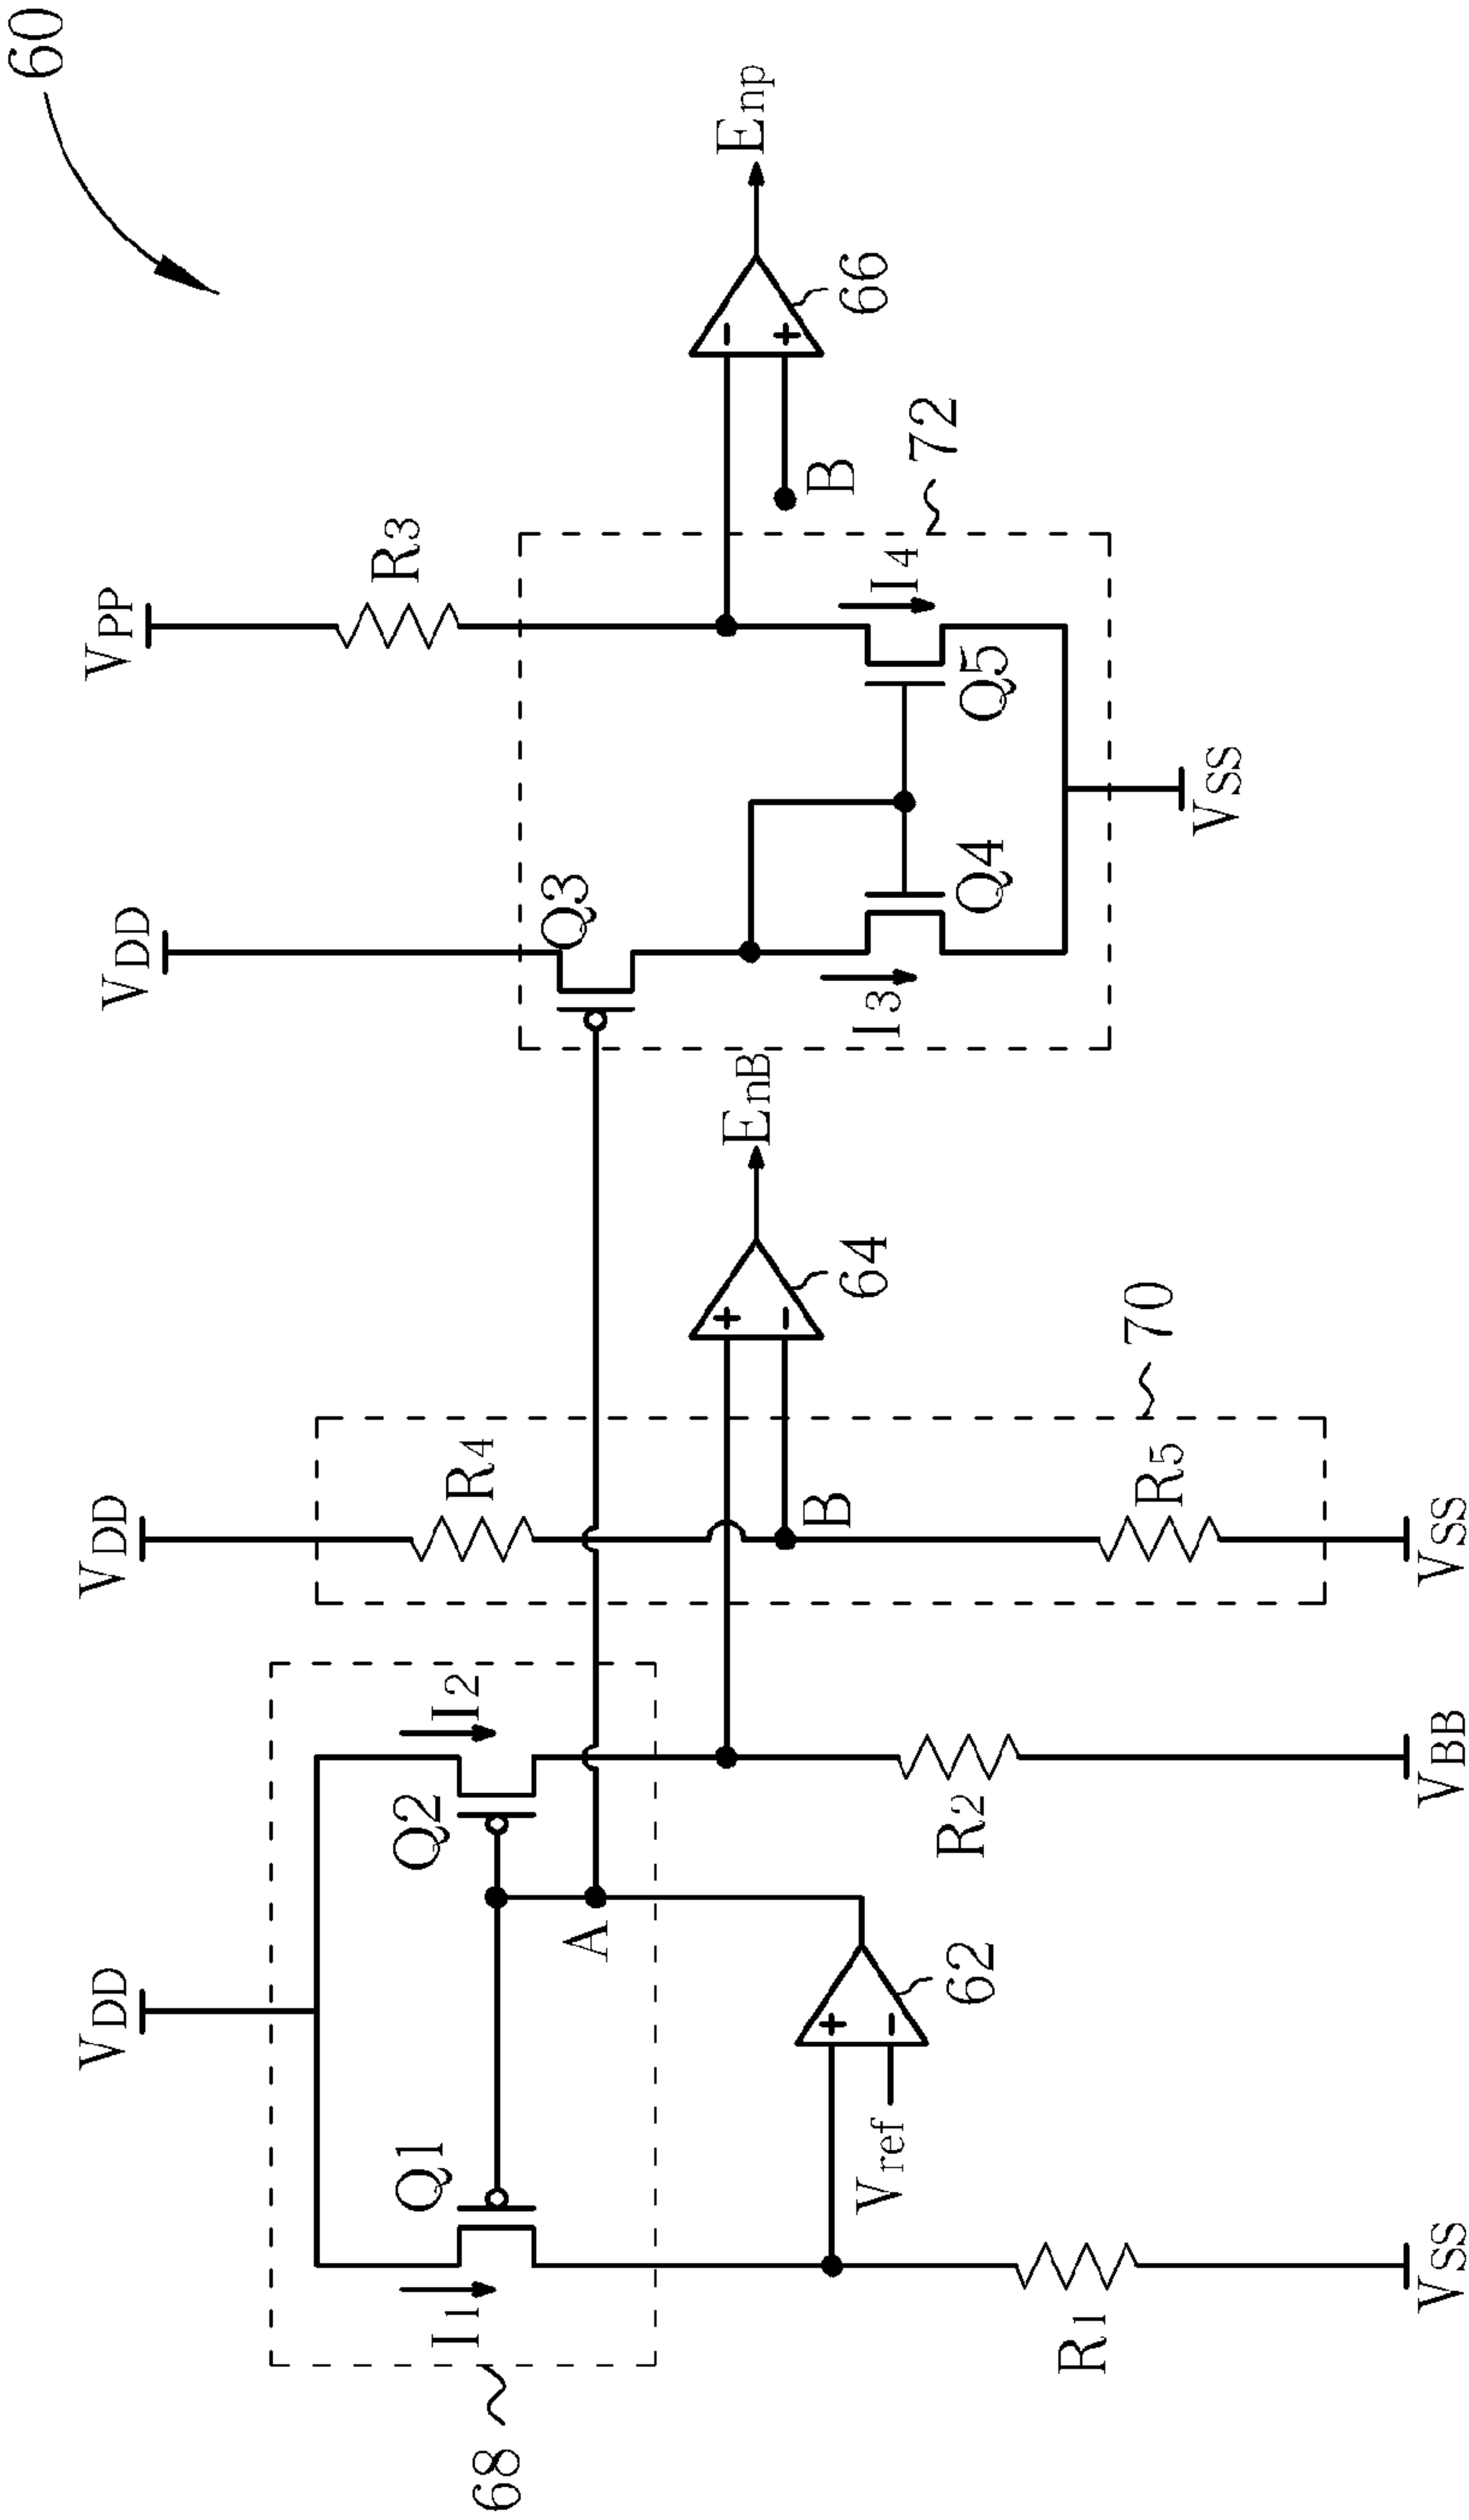 60
VDD
VDD
VDD
VPP
68
I1
Q1
Q2
I2
A
R4
Q3
R3
Vref
62
R2
B
64
EnB
I3
Q4
Q5
I4
B
66
Enp
72
R1
R5
70
VSS
VBB
VSS
VSS